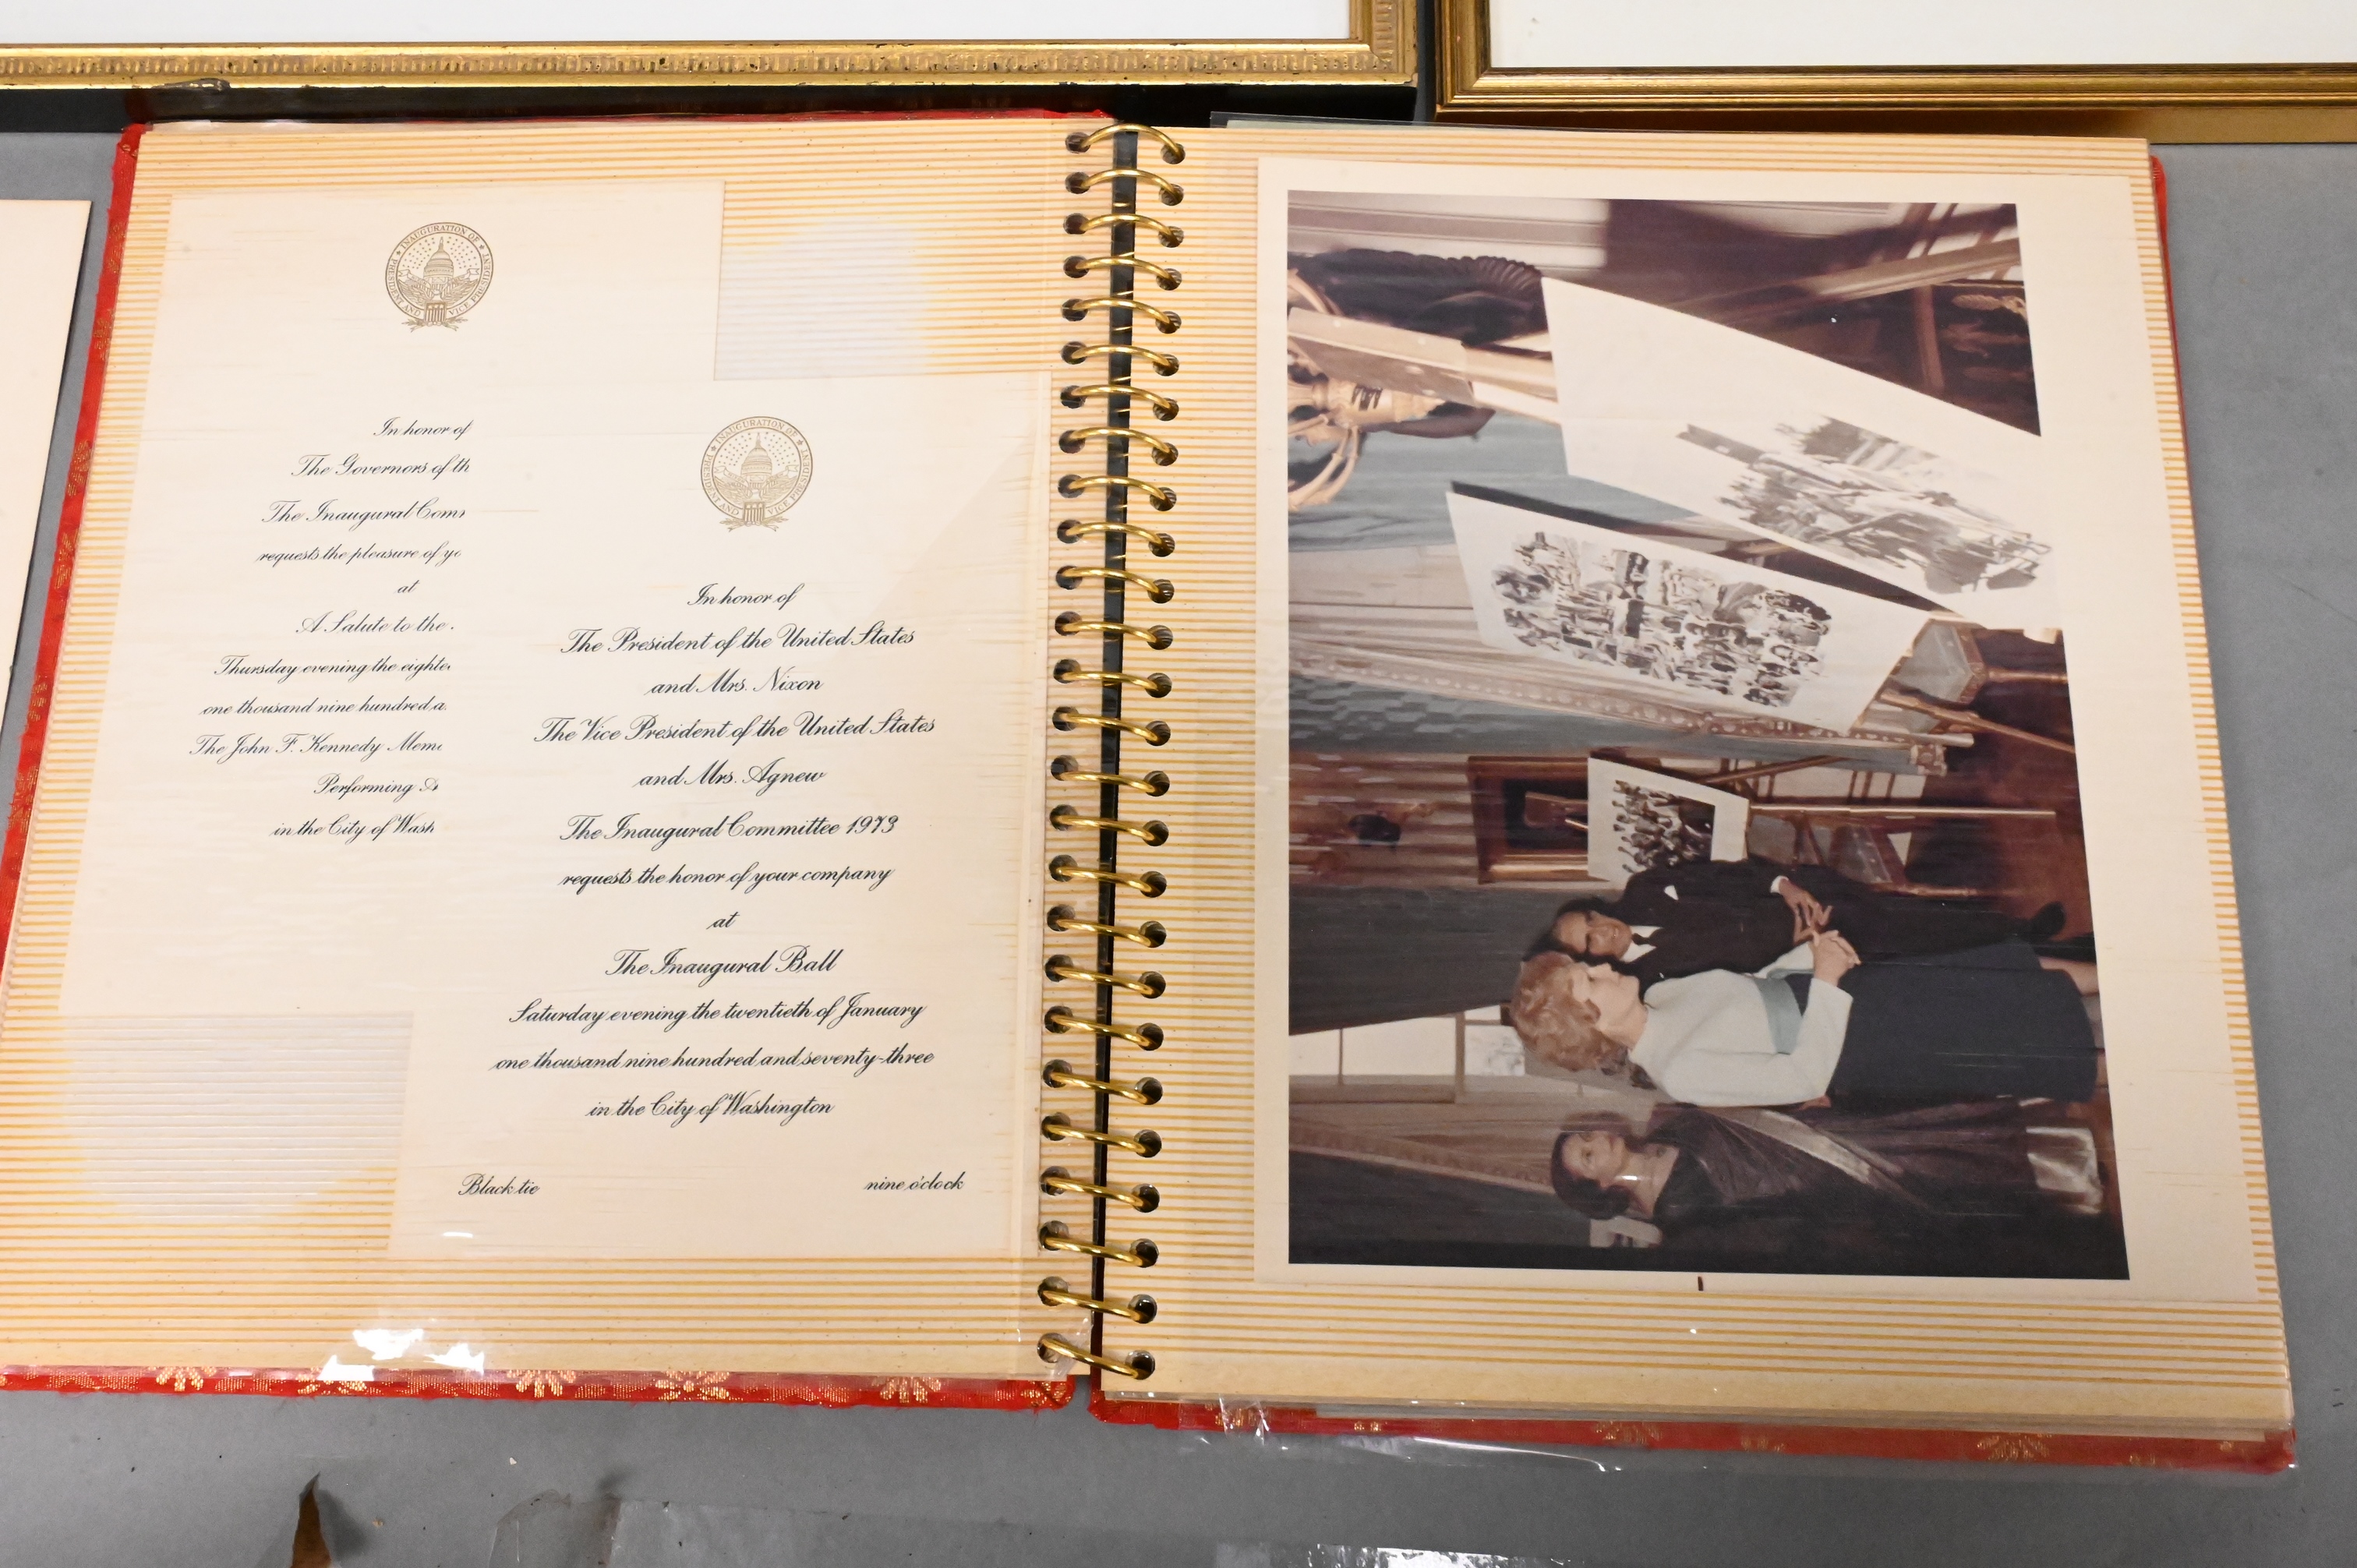 INAUGURATION OF
PRESIDENT AND VICE PRESIDENT
In honor of
The Governors of th
The Inaugural Com
requests the pleasure of yo
at
A Salute to the
Thursday evening the eighte
one thousand nine hundred a
The John F. Kennedy Mem
Performing A
in the City of Wash
INAUGURATION OF
PRESIDENT AND VICE PRESIDENT
In honor of
The President of the United States
and Mrs. Nixon
The Vice President of the United States
and Mrs. Agnew
The Inaugural Committee 1973
requests the honor of your company
at
The Inaugural Ball
Saturday evening the twentieth of January
one thousand nine hundred and seventy-three
in the City of Washington
Black tie
nine o'clock